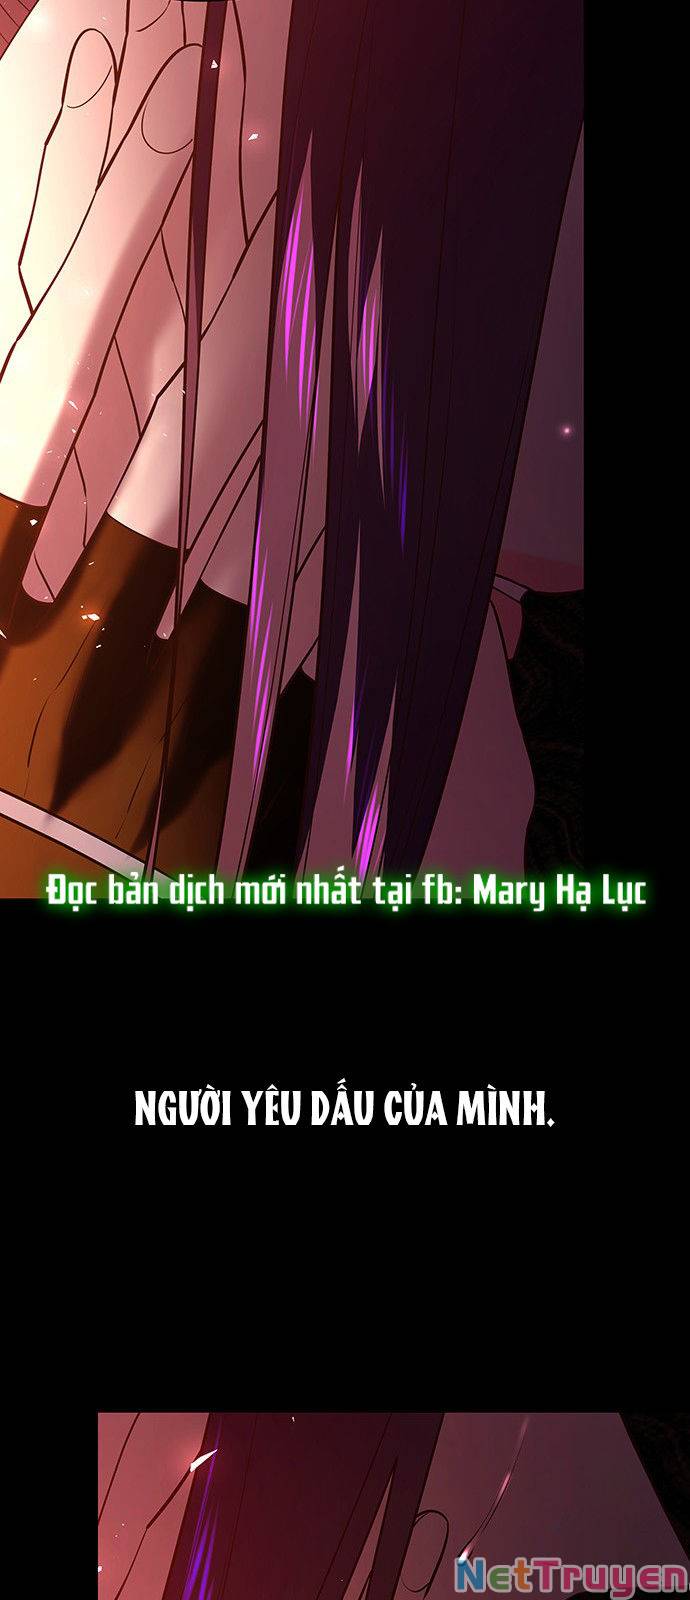 Đọc bản dịch mới nhất tại fb: Mary Hạ Lục
NGƯỜI YÊU DẤU CỦA MÌNH.
NetTruyen